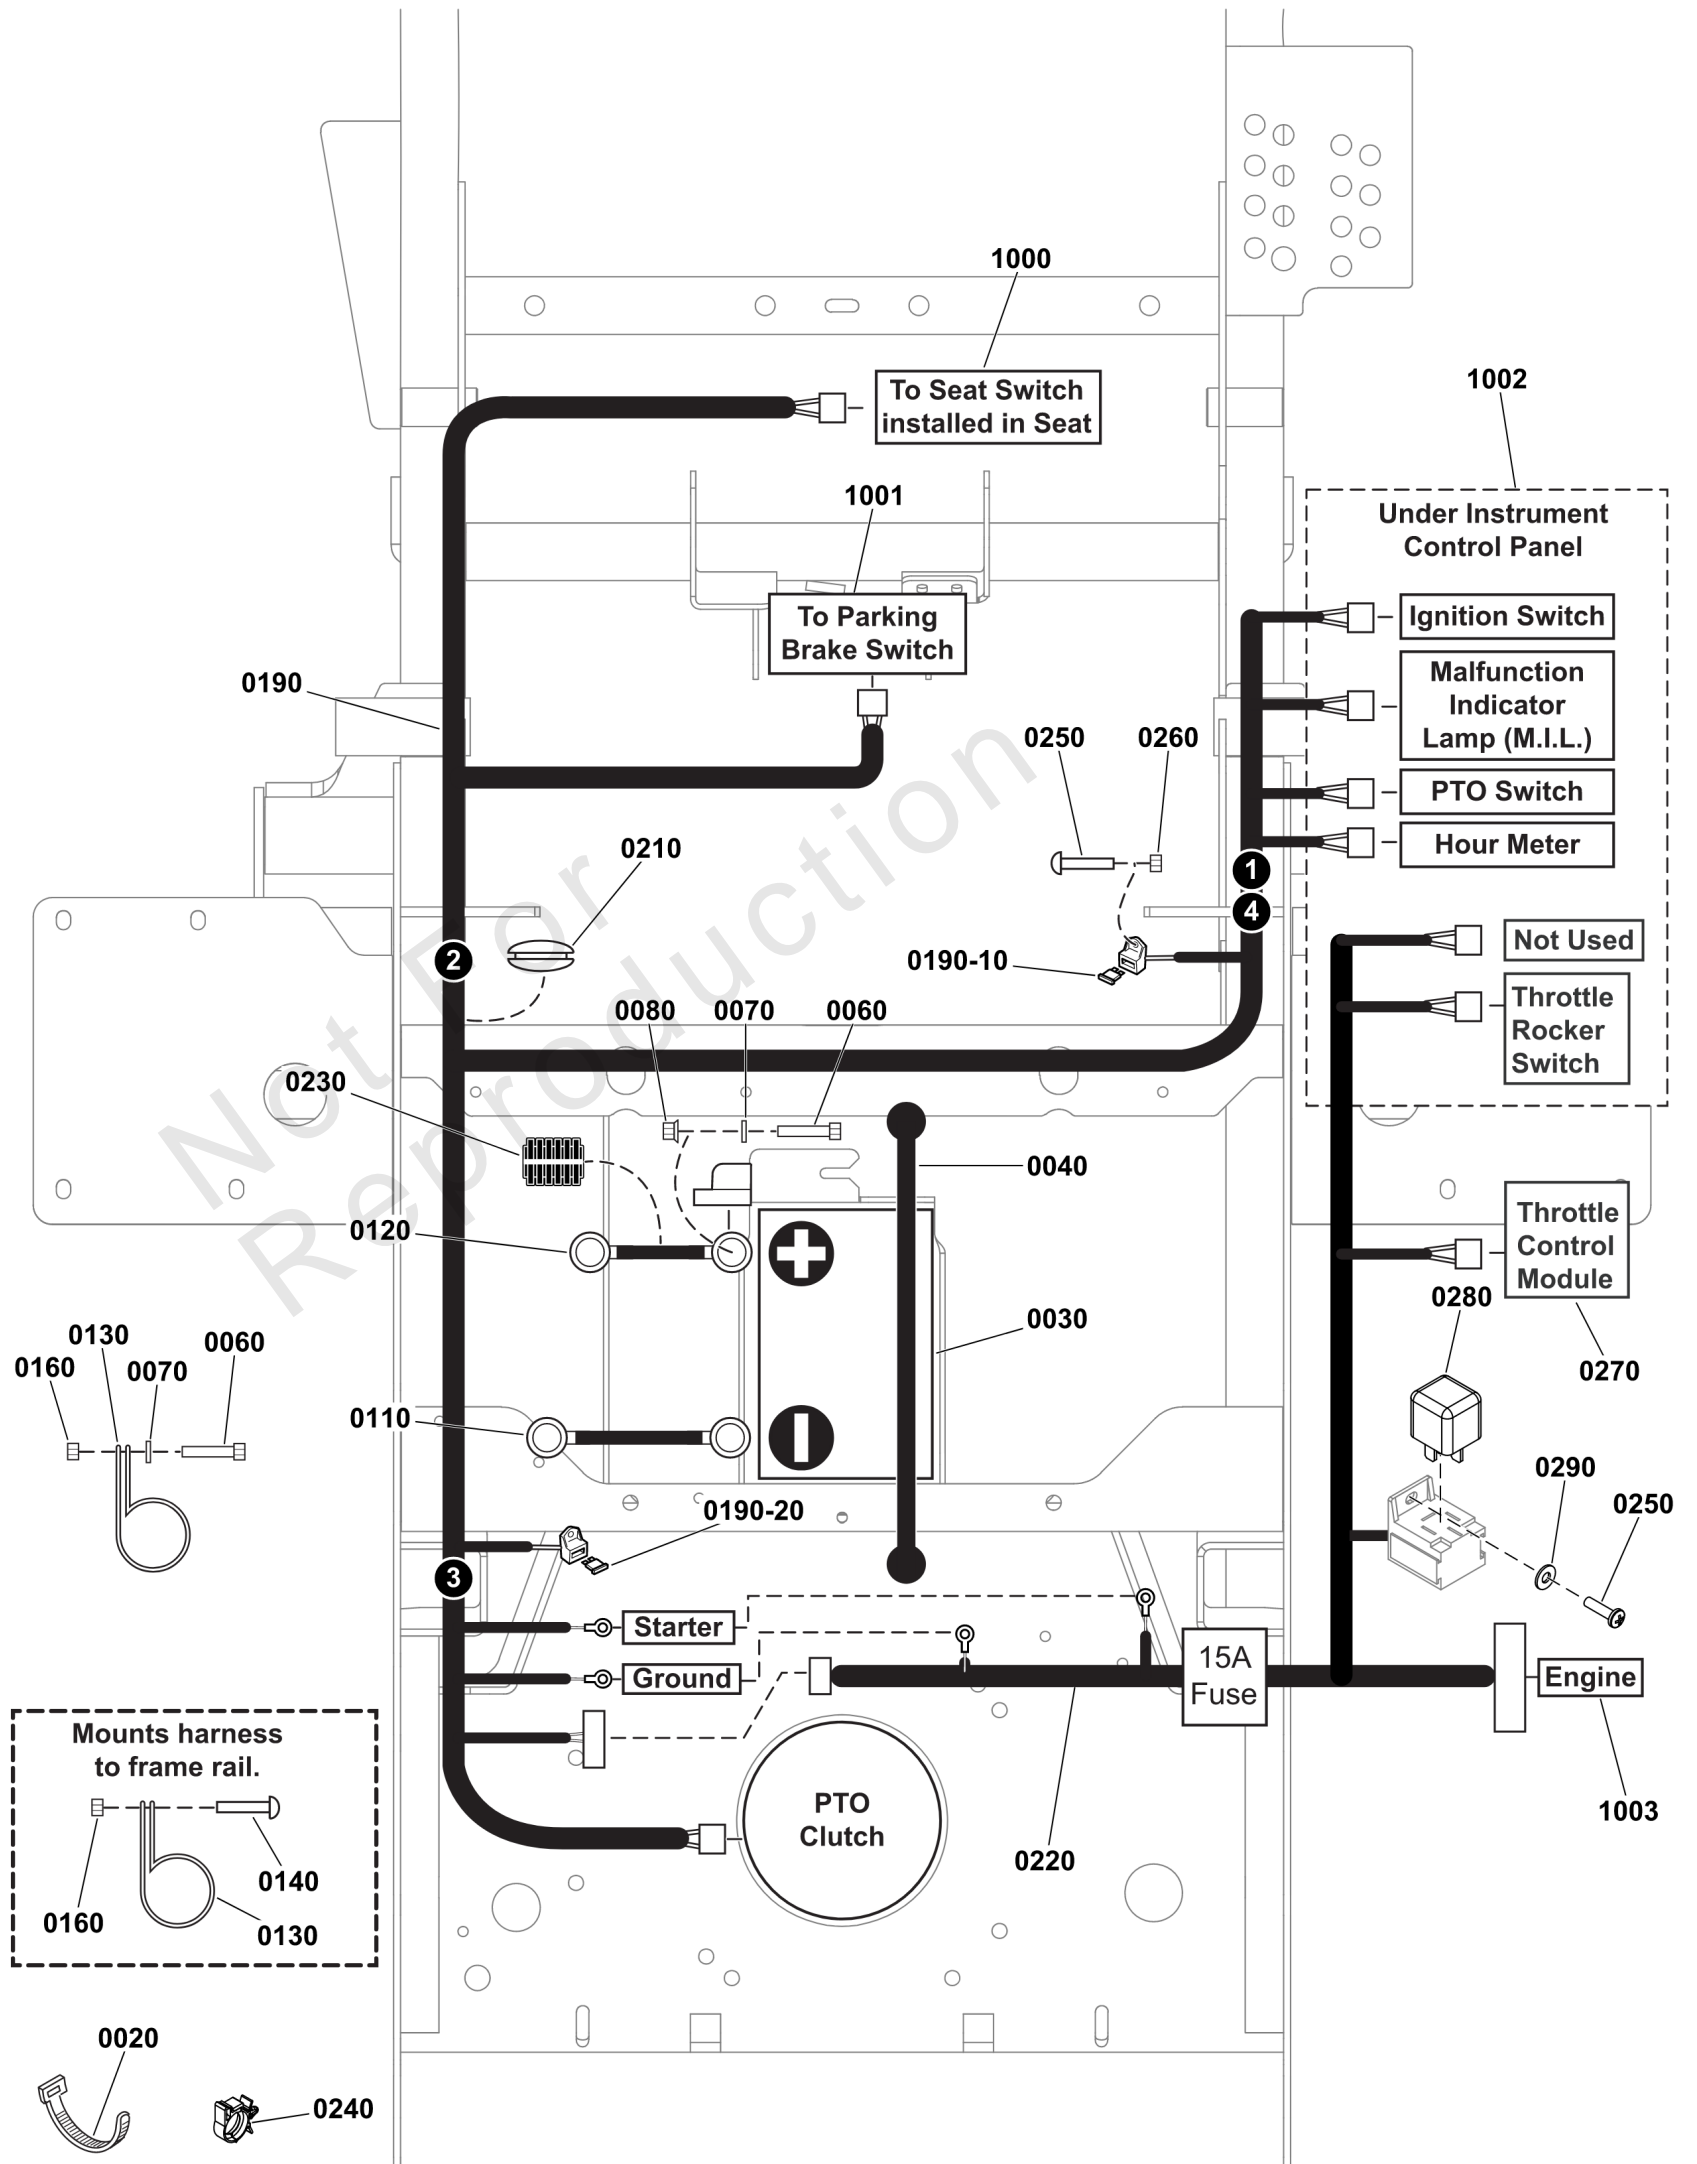 1000
To Seat Switch
installed in Seat
1002
1001
Under Instrument
Control Panel
To Parking
Brake Switch
Ignition Switch
Malfunction
Indicator
Lamp (M.I.L.)
0190
0250
0260
PTO Switch
Hour Meter
0210
1
4
2
0190-10
Not Used
Throttle
Rocker
Switch
0080
0070
0060
0230
Not For
Reproduction
0040
0120
Throttle
Control
Module
0280
0030
0270
0130
0060
0160
0070
0110
0290
0250
0190-20
3
Starter
Ground
15A
Fuse
Engine
Mounts harness
to frame rail.
PTO
Clutch
1003
0220
0140
0160
0130
0020
0240